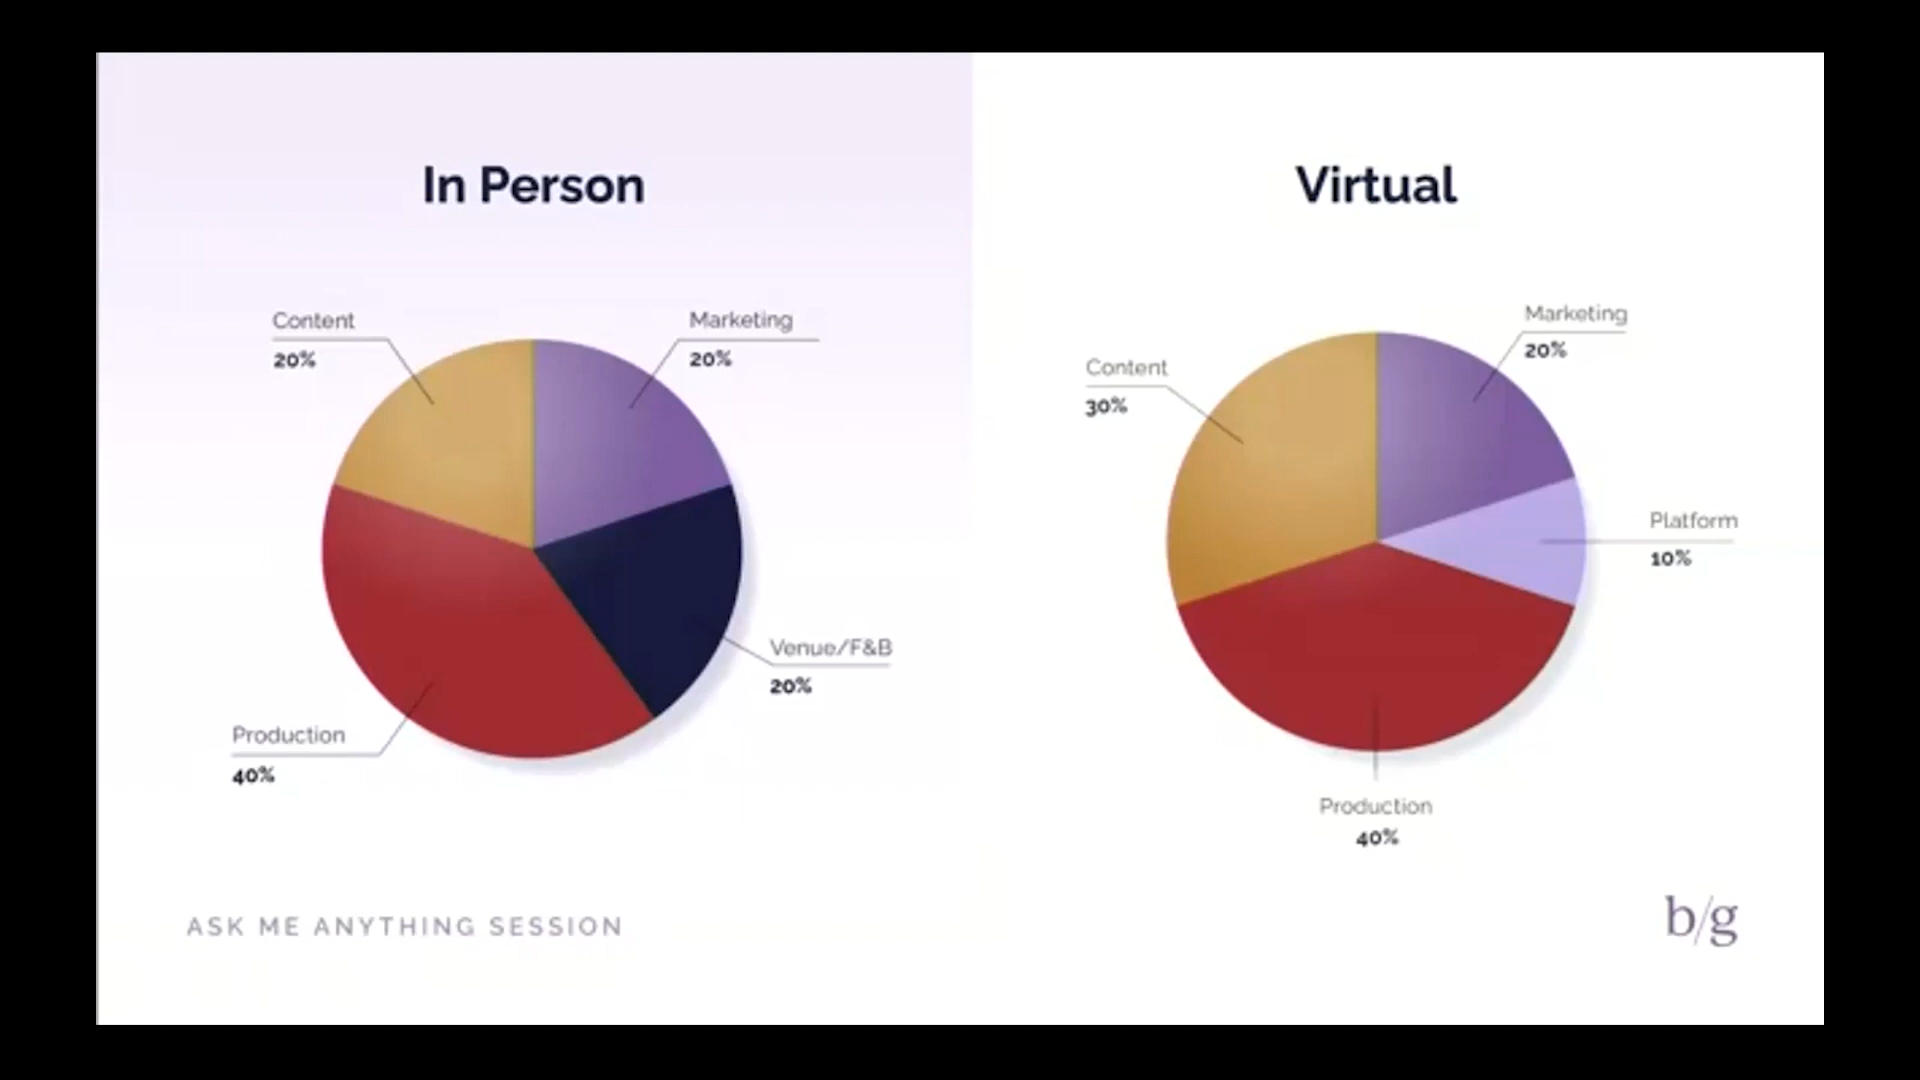 In Person
Content
20%
Marketing
20%
Venue/F&B
20%
Production
40%
Virtual
Marketing
20%
Content
30%
Platform
10%
Production
40%
ASK ME ANYTHING SESSION
b/g